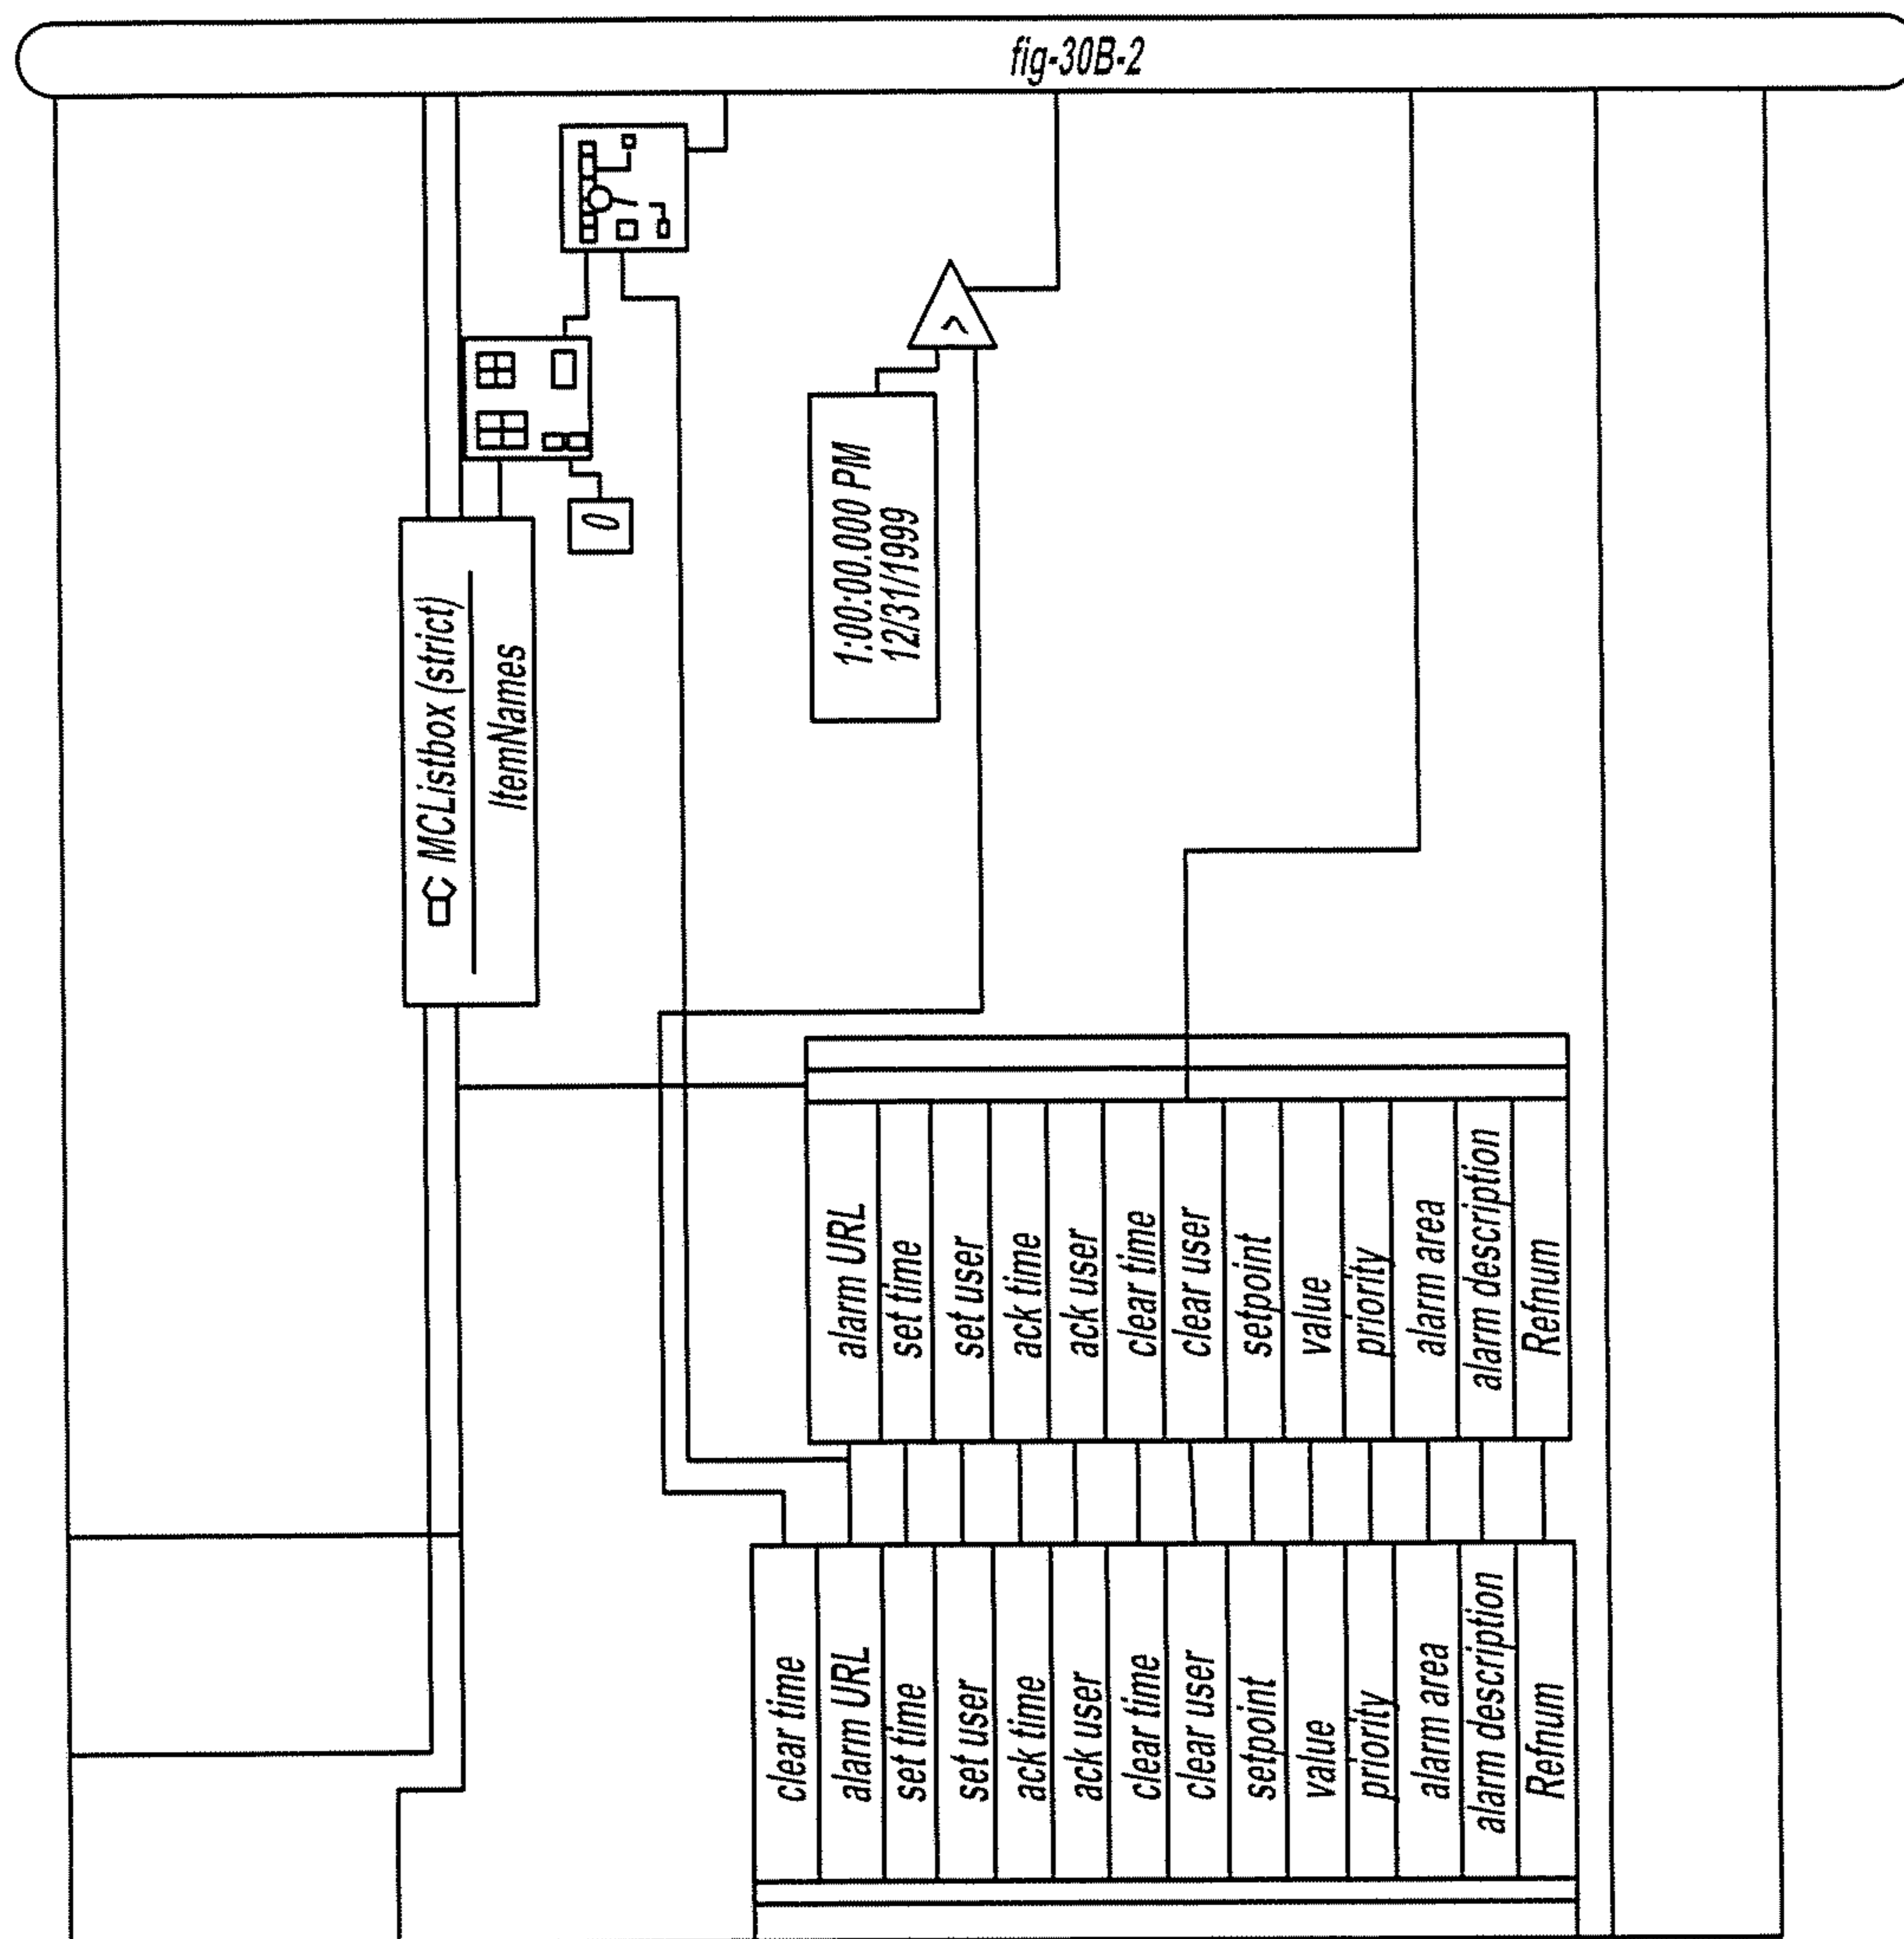 fig-30B-2
0
MCListbox (strict)
ItemNames
1:00:00.000 PM
12/31/1999
>
alarm URL
set time
set user
ack time
ack user
clear time
clear user
setpoint
value
priority
alarm area
alarm description
Refnum
clear time
alarm URL
set time
set user
ack time
ack user
clear time
clear user
setpoint
value
priority
alarm area
alarm description
Refnum